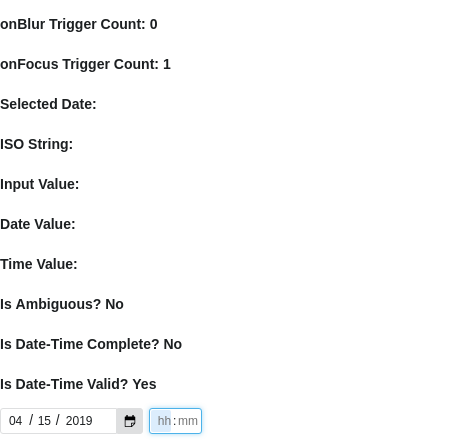 onBlur Trigger Count: 0
onFocus Trigger Count: 1
Selected Date:
ISO String:
Input Value:
Date Value:
Time Value:
Is Ambiguous? No
Is Date-Time Complete? No
Is Date-Time Valid? Yes
04 / 15 / 2019 hh:mm